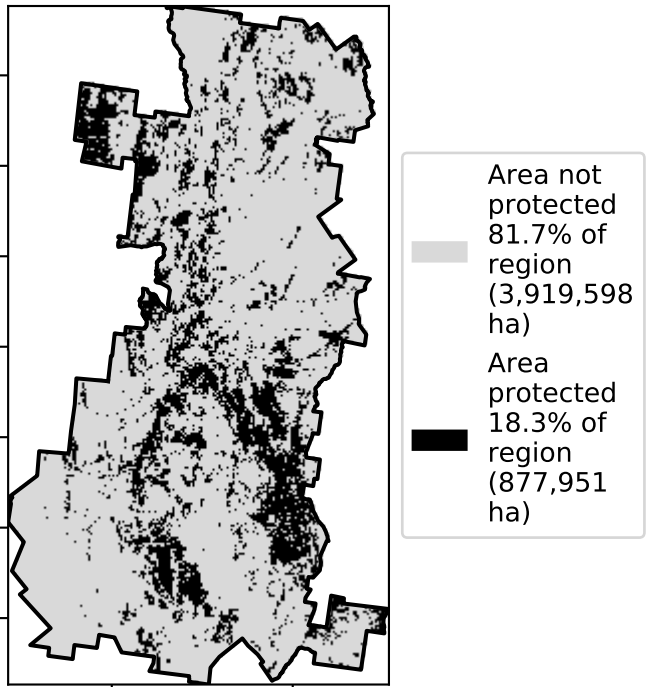 Area not
protected
81.7% of
region
(3,919,598
ha)
Area
protected
18.3% of
region
(877,951
ha)